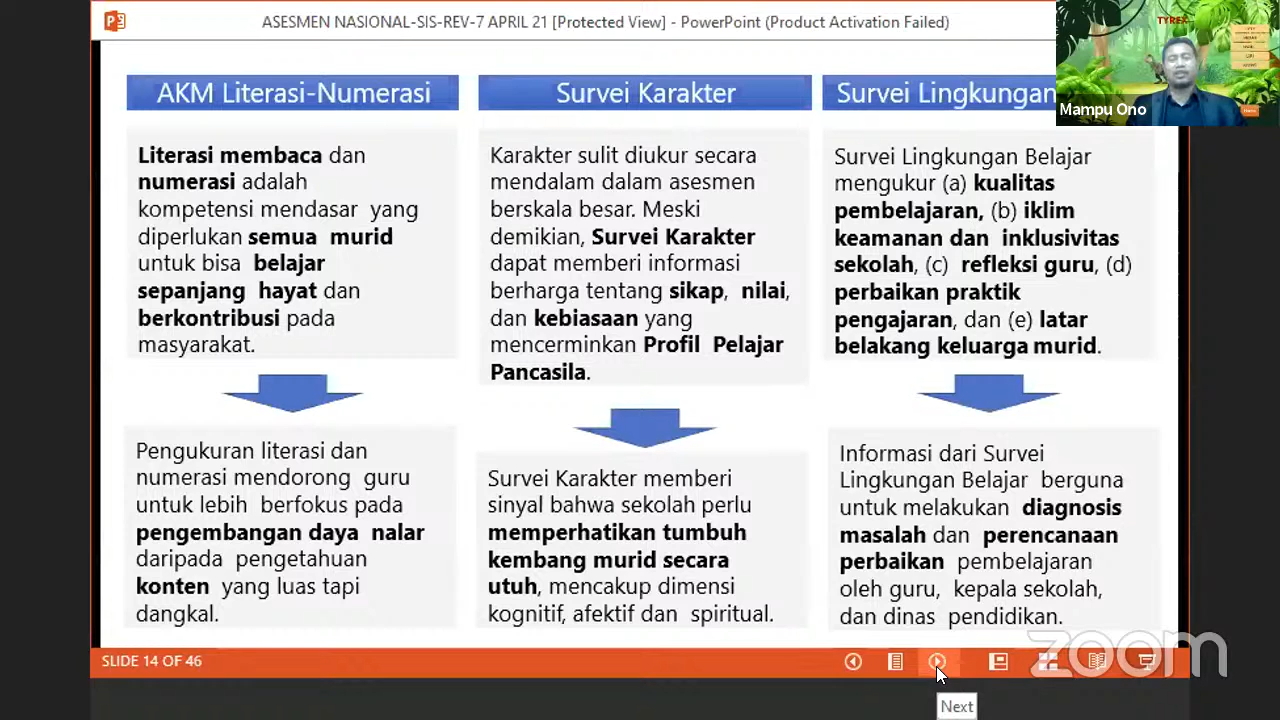 ASESMEN NASIONAL-SIS-REV-7 APRIL 21 [Protected View] - PowerPoint (Product Activation Failed)
TYREX
Mampu Ono
AKM Literasi-Numerasi
Literasi membaca dan
numerasi adalah
kompetensi mendasar yang
diperlukan semua murid
untuk bisa belajar
sepanjang hayat dan
berkontribusi pada
masyarakat.
Pengukuran literasi dan
numerasi mendorong guru
untuk lebih berfokus pada
pengembangan daya nalar
daripada pengetahuan
konten yang luas tapi
dangkal.
Survei Karakter
Karakter sulit diukur secara
mendalam dalam asesmen
berskala besar. Meski
demikian, Survei Karakter
dapat memberi informasi
berharga tentang sikap, nilai,
dan kebiasaan yang
mencerminkan Profil Pelajar
Pancasila.
Survei Karakter memberi
sinyal bahwa sekolah perlu
memperhatikan tumbuh
kembang murid secara
utuh, mencakup dimensi
kognitif, afektif dan spiritual.
Survei Lingkungan
Survei Lingkungan Belajar
mengukur (a) kualitas
pembelajaran, (b) iklim
keamanan dan inklusivitas
sekolah, (c) refleksi guru, (d)
perbaikan praktik
pengajaran, dan (e) latar
belakang keluarga murid.
Informasi dari Survei
Lingkungan Belajar berguna
untuk melakukan diagnosis
masalah dan perencanaan
perbaikan pembelajaran
oleh guru, kepala sekolah,
dan dinas pendidikan.
SLIDE 14 OF 46
zoom
Next